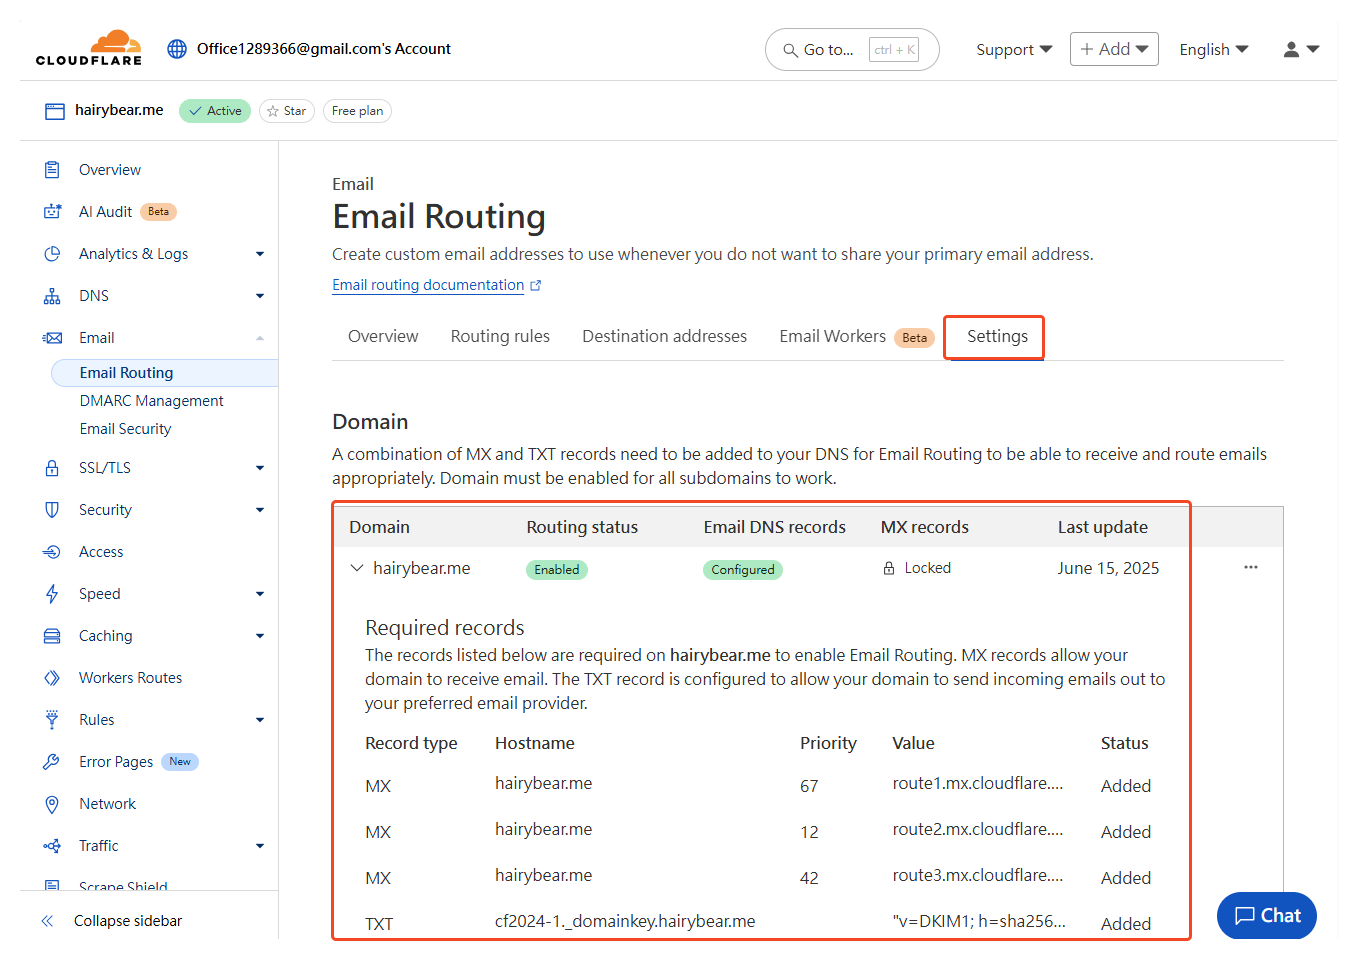 CLOUDFLARE
Office1289366@gmail.com's Account
Go to... ctrl + K
Support
+ Add
English
hairybear.me
Active
Star
Free plan
Overview
AI Audit Beta
Analytics & Logs
DNS
Email
Email Routing
DMARC Management
Email Security
SSL/TLS
Security
Access
Speed
Caching
Workers Routes
Rules
Error Pages New
Network
Traffic
Scrape Shield
Collapse sidebar
Email
Email Routing
Create custom email addresses to use whenever you do not want to share your primary email address.
Email routing documentation
Overview Routing rules Destination addresses Email Workers Beta Settings
Domain
A combination of MX and TXT records need to be added to your DNS for Email Routing to be able to receive and route emails
appropriately. Domain must be enabled for all subdomains to work.
Domain Routing status Email DNS records MX records Last update
hairybear.me Enabled Configured Locked June 15, 2025 ...
Required records
The records listed below are required on hairybear.me to enable Email Routing. MX records allow your
domain to receive email. The TXT record is configured to allow your domain to send incoming emails out to
your preferred email provider.
Record type Hostname Priority Value Status
MX hairybear.me 67 route1.mx.cloudflare.... Added
MX hairybear.me 12 route2.mx.cloudflare.... Added
MX hairybear.me 42 route3.mx.cloudflare.... Added
TXT cf2024-1._domainkey.hairybear.me "v=DKIM1; h=sha256... Added
Chat